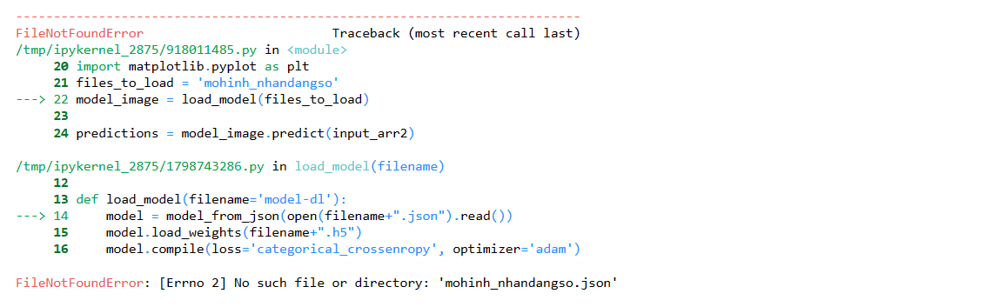 ---------------------------------------------------------------------------
FileNotFoundError                         Traceback (most recent call last)
/tmp/ipykernel_2875/918011485.py in <module>
     20 import matplotlib.pyplot as plt
     21 files_to_load = 'mohinh_nhandangso'
---> 22 model_image = load_model(files_to_load)
     23
     24 predictions = model_image.predict(input_arr2)

/tmp/ipykernel_2875/1798743286.py in load_model(filename)
     12
     13 def load_model(filename='model-dl'):
---> 14     model = model_from_json(open(filename+".json").read())
     15     model.load_weights(filename+".h5")
     16     model.compile(loss='categorical_crossenropy', optimizer='adam')

FileNotFoundError: [Errno 2] No such file or directory: 'mohinh_nhandangso.json'